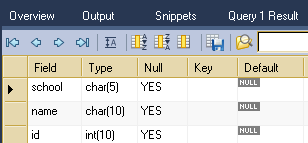 Overview Output Snippets Query 1 Result
Field Type Null Key Default
school char(5) YES NULL
name char(10) YES NULL
id int(10) YES NULL